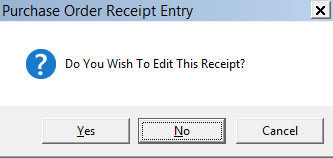 Purchase Order Receipt Entry
Do You Wish To Edit This Receipt?
Yes No Cancel